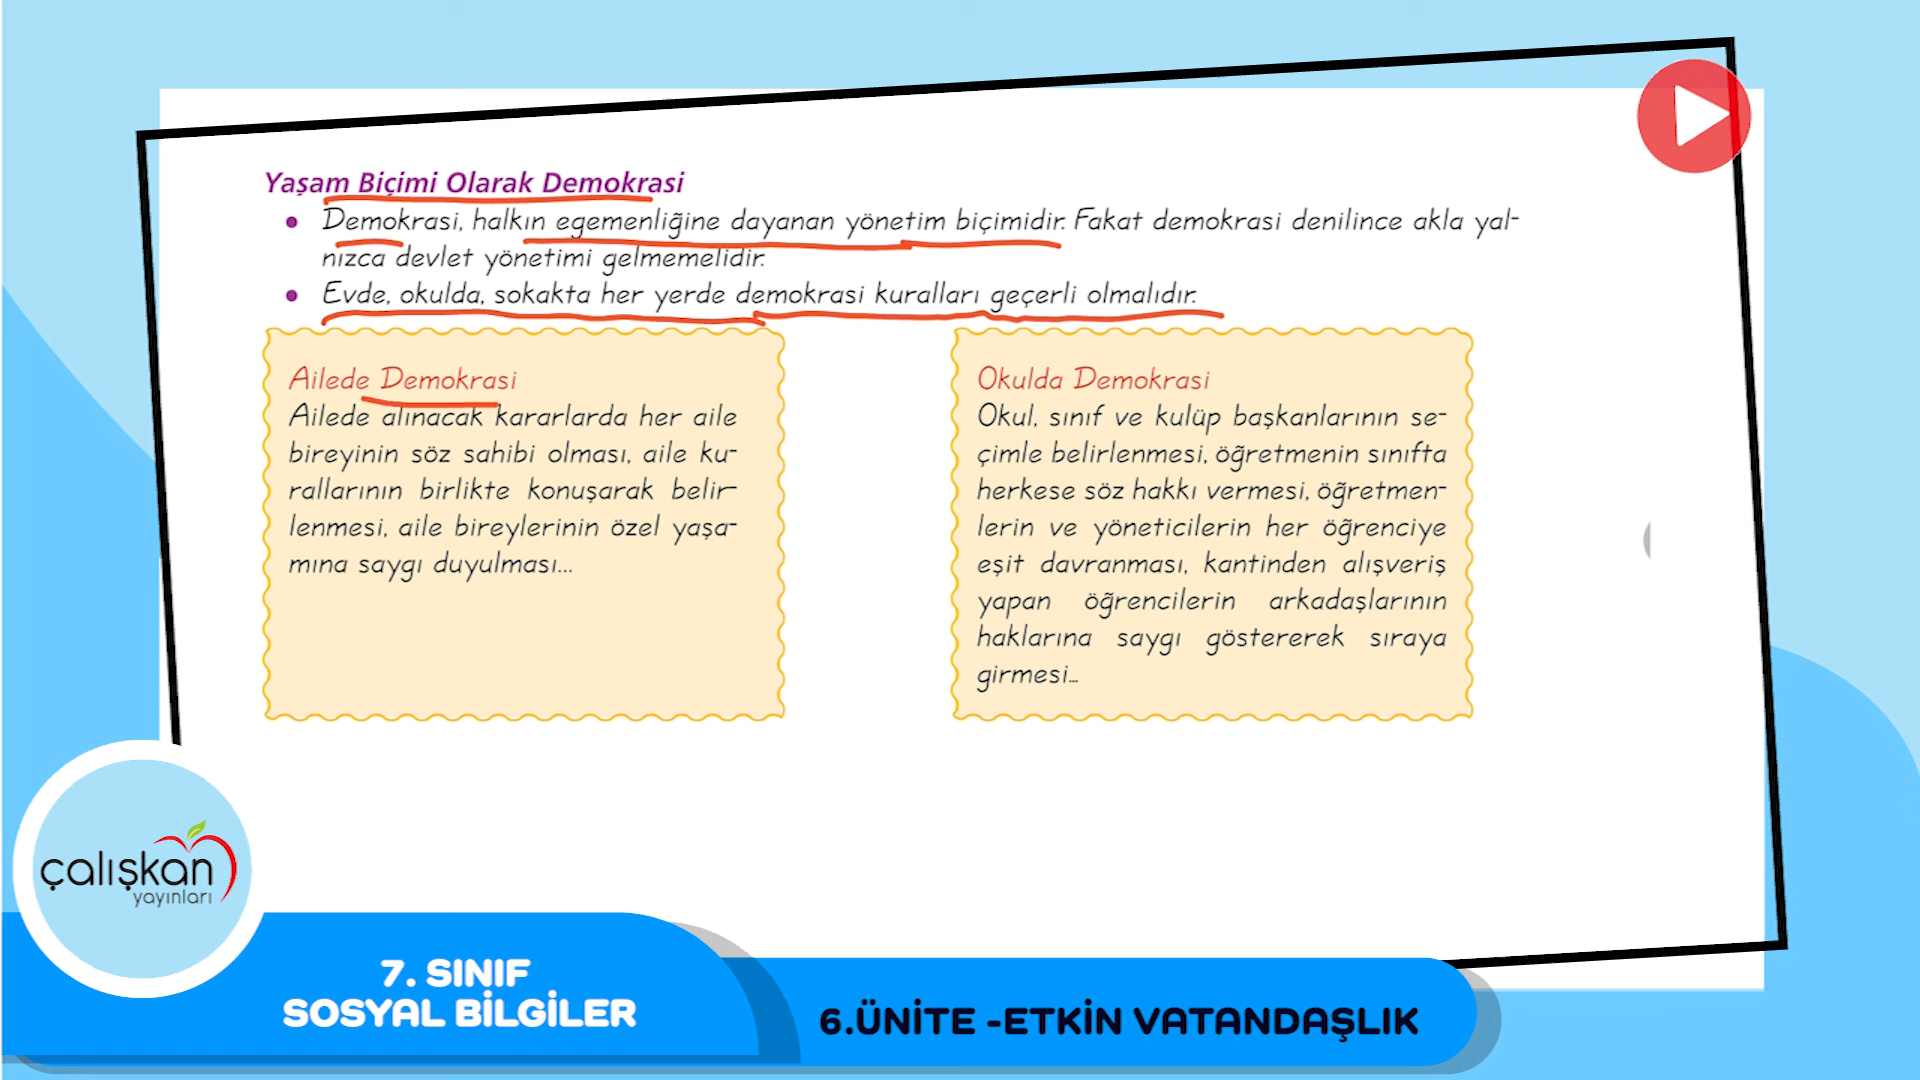 Yaşam Biçimi Olarak Demokrasi
• Demokrasi, halkın egemenliğine dayanan yönetim biçimidir. Fakat demokrasi denilince akla yal-
nızca devlet yönetimi gelmemelidir.
• Evde, okulda, sokakta her yerde demokrasi kuralları geçerli olmalıdır.
Ailede Demokrasi
Ailede alınacak kararlarda her aile
bireyinin söz sahibi olması, aile ku-
rallarının birlikte konuşarak belir-
lenmesi, aile bireylerinin özel yaşa-
mına saygı duyulması...
Okulda Demokrasi
Okul, sınıf ve kulüp başkanlarının se-
çimle belirlenmesi, öğretmenin sınıfta
herkese söz hakkı vermesi, öğretmen-
lerin ve yöneticilerin her öğrenciye
eşit davranması, kantinden alışveriş
yapan öğrencilerin arkadaşlarının
haklarına saygı göstererek sıraya
girmesi...
çalışkan
yayınları
7. SINIF
SOSYAL BİLGİLER
6.ÜNİTE -ETKİN VATANDAŞLIK